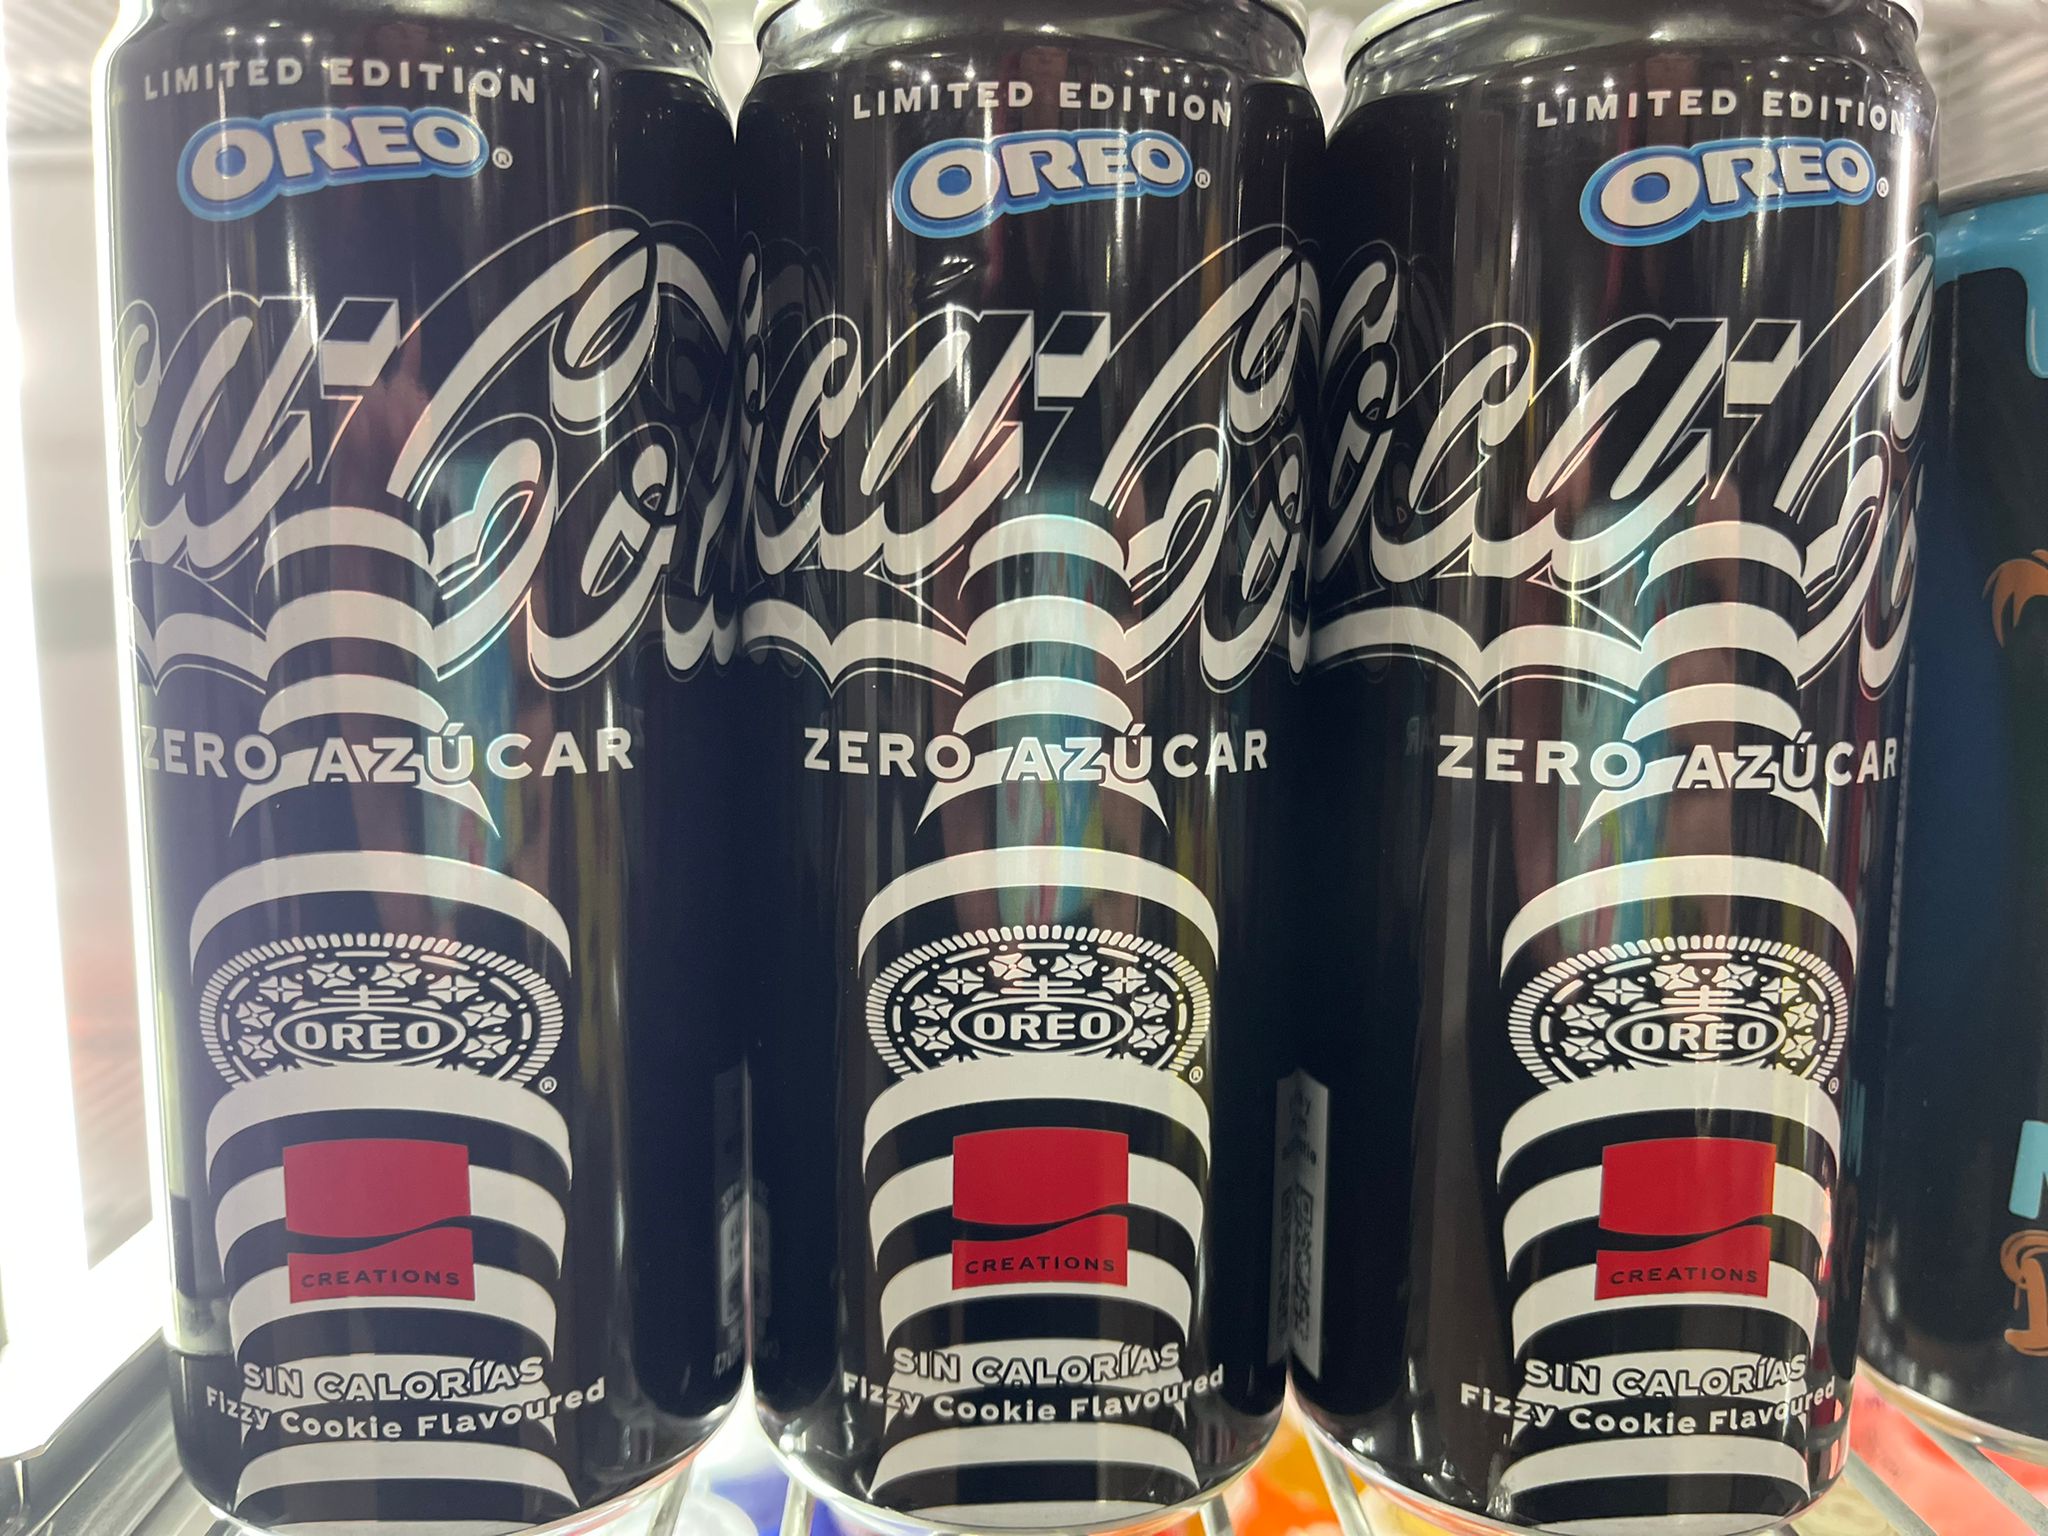 LIMITED EDITION
OREO®
Coca-Cola
ZERO AZÚCAR
OREO
®
CREATIONS
SIN CALORÍAS
Fizzy Cookie Flavoured
LIMITED EDITION
OREO®
Coca-Cola
ZERO AZÚCAR
OREO
®
CREATIONS
SIN CALORÍAS
Fizzy Cookie Flavoured
LIMITED EDITION
OREO®
Coca-Cola
ZERO AZÚCAR
OREO
®
CREATIONS
SIN CALORÍAS
Fizzy Cookie Flavoured